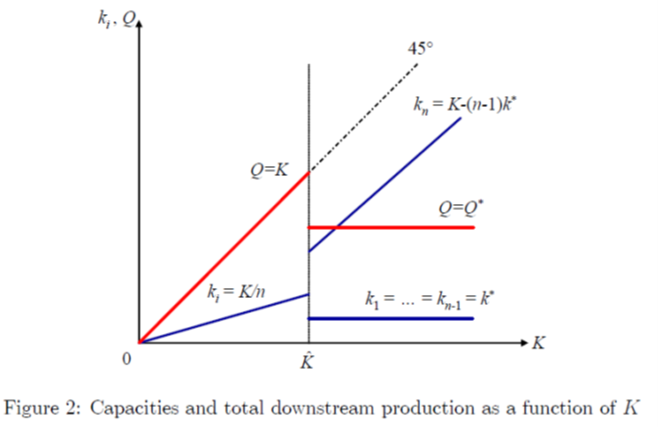 k_i, Q
45°
k_n = K-(n-1)k*
Q=K
Q=Q*
k_i = K/n
k_1 = ... = k_{n-1} = k*
0
K̂
K
Figure 2: Capacities and total downstream production as a function of K